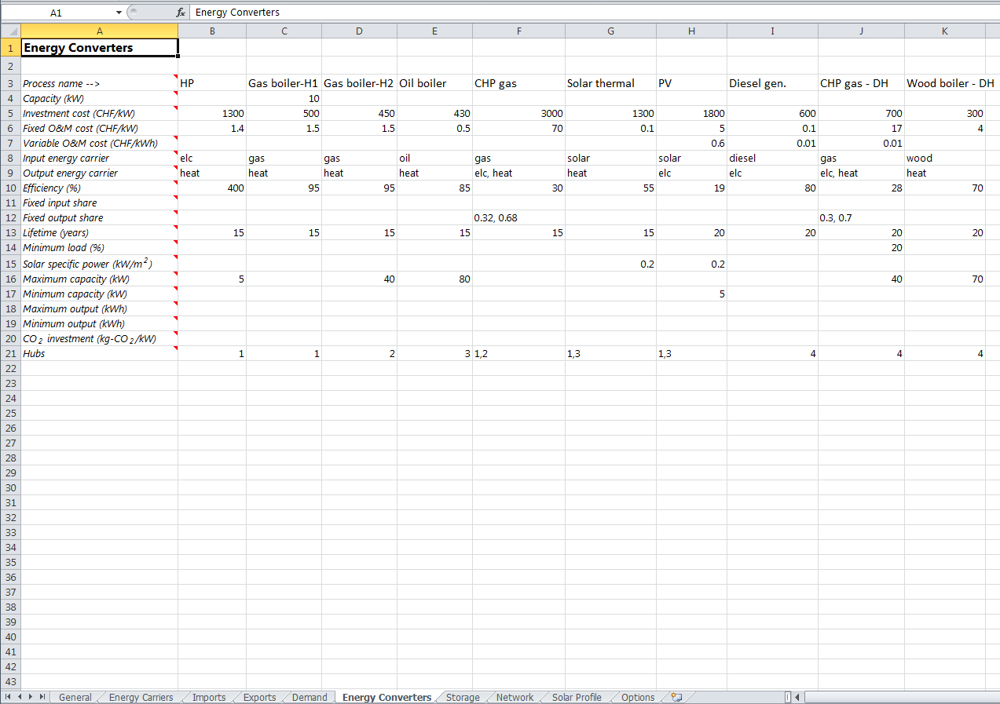 A1 fx Energy Converters
A B C D E F G H I J K
1 Energy Converters
2
3 Process name --> HP Gas boiler-H1 Gas boiler-H2 Oil boiler CHP gas Solar thermal PV Diesel gen. CHP gas - DH Wood boiler - DH
4 Capacity (kW) 10
5 Investment cost (CHF/kW) 1300 500 450 430 3000 1300 1800 600 700 300
6 Fixed O&M cost (CHF/kW) 1.4 1.5 1.5 0.5 70 0.1 5 0.1 17 4
7 Variable O&M cost (CHF/kWh) 0.6 0.01 0.01
8 Input energy carrier elc gas gas oil gas solar solar diesel gas wood
9 Output energy carrier heat heat heat heat elc, heat heat elc elc elc, heat heat
10 Efficiency (%) 400 95 95 85 30 55 19 80 28 70
11 Fixed input share
12 Fixed output share 0.32, 0.68 0.3, 0.7
13 Lifetime (years) 15 15 15 15 15 15 20 20 20 20
14 Minimum load (%) 20
15 Solar specific power (kW/m²) 0.2 0.2
16 Maximum capacity (kW) 5 40 80 40 70
17 Minimum capacity (kW) 5
18 Maximum output (kWh)
19 Minimum output (kWh)
20 CO₂ investment (kg-CO₂/kW)
21 Hubs 1 1 2 3 1,2 1,3 1,3 4 4 4
22
23
24
25
26
27
28
29
30
31
32
33
34
35
36
37
38
39
40
41
42
43
General Energy Carriers Imports Exports Demand Energy Converters Storage Network Solar Profile Options